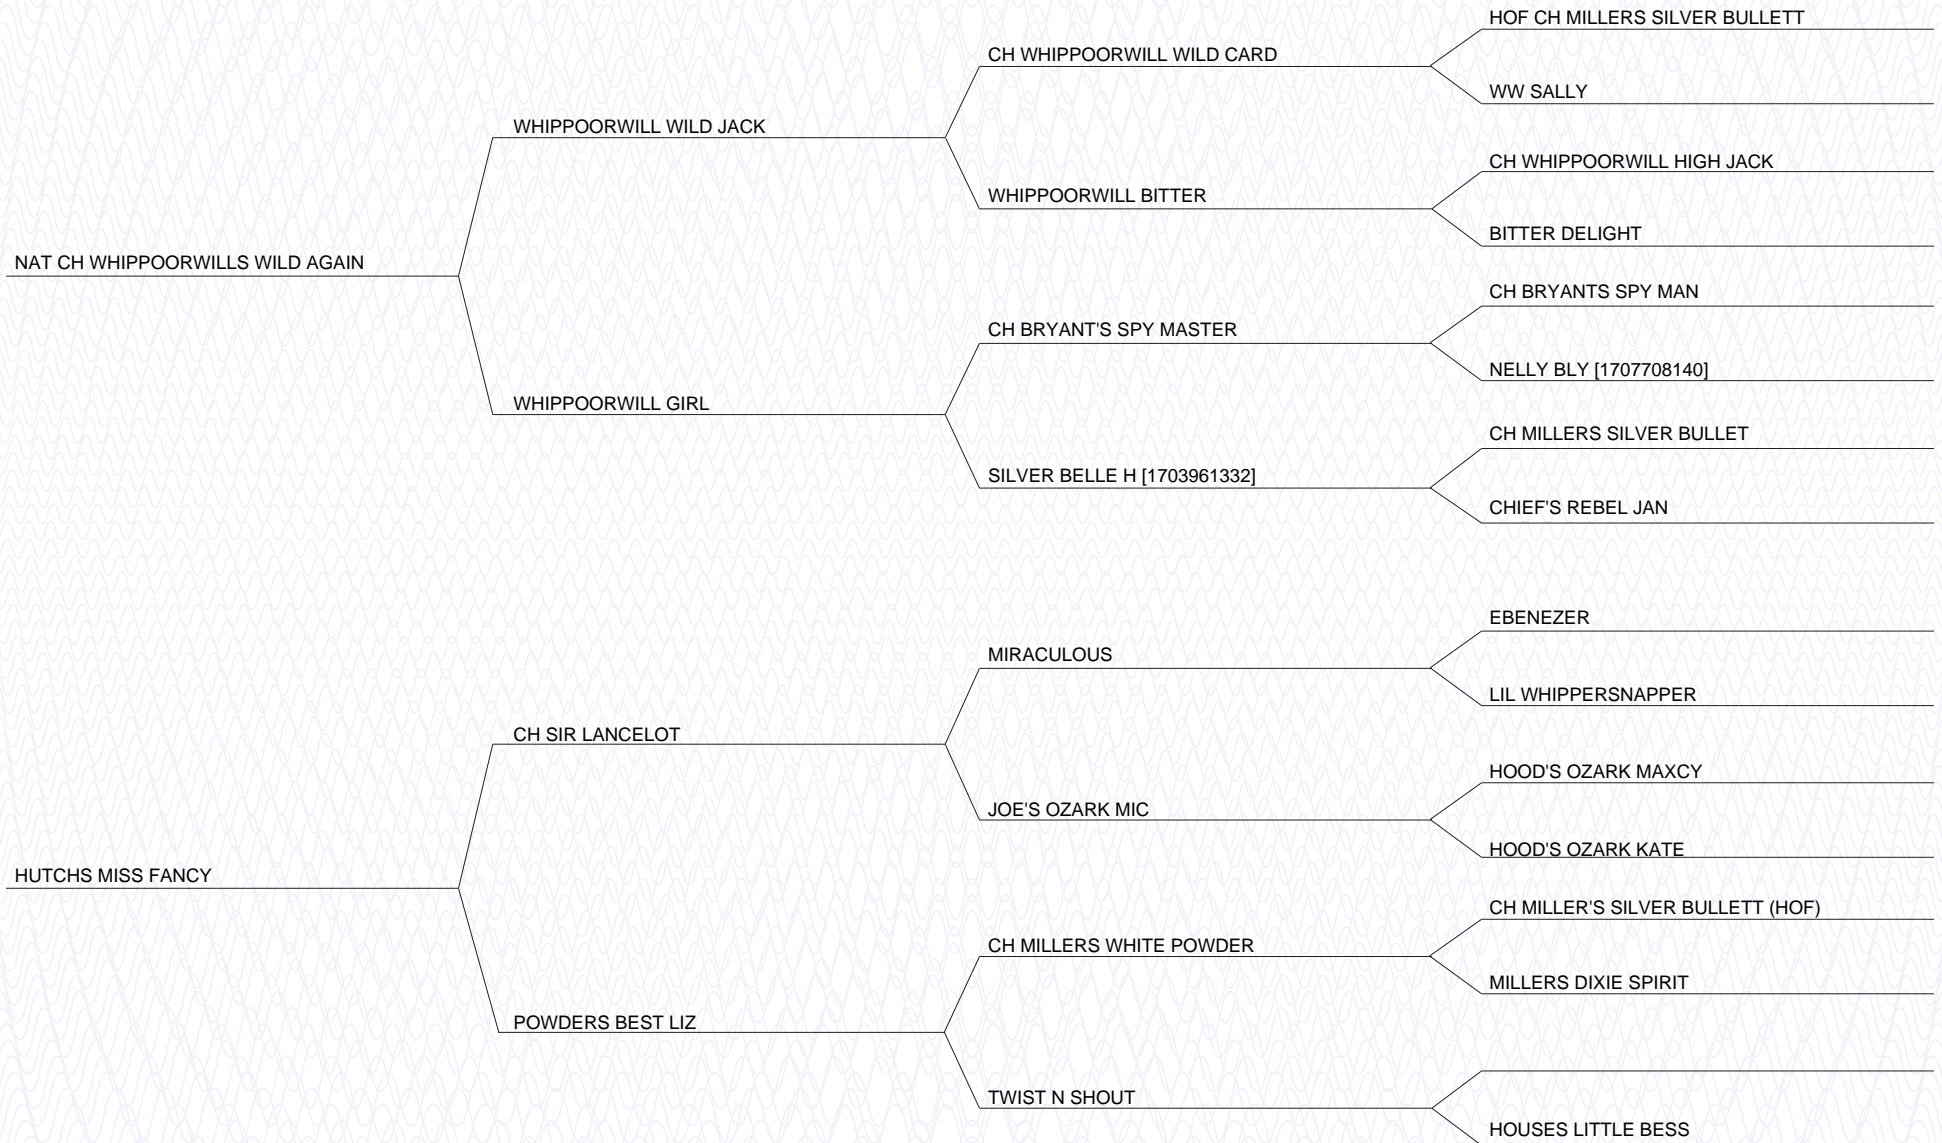 HOF CH MILLERS SILVER BULLETT
CH WHIPPOORWILL WILD CARD
WW SALLY
WHIPPOORWILL WILD JACK
CH WHIPPOORWILL HIGH JACK
WHIPPOORWILL BITTER
BITTER DELIGHT
NAT CH WHIPPOORWILLS WILD AGAIN
CH BRYANTS SPY MAN
CH BRYANT'S SPY MASTER
NELLY BLY [1707708140]
WHIPPOORWILL GIRL
CH MILLERS SILVER BULLET
SILVER BELLE H [1703961332]
CHIEF'S REBEL JAN
EBENEZER
MIRACULOUS
LIL WHIPPERSNAPPER
CH SIR LANCELOT
HOOD'S OZARK MAXCY
JOE'S OZARK MIC
HOOD'S OZARK KATE
HUTCHS MISS FANCY
CH MILLER'S SILVER BULLETT (HOF)
CH MILLERS WHITE POWDER
MILLERS DIXIE SPIRIT
POWDERS BEST LIZ
TWIST N SHOUT
HOUSES LITTLE BESS